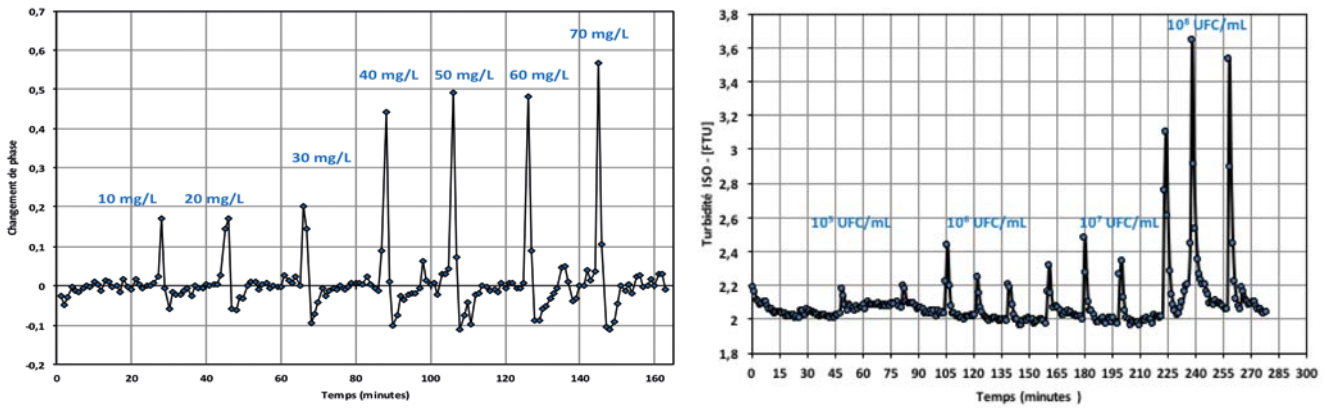 0,7
0,6
0,5
0,4
0,3
0,2
0,1
0
-0,1
-0,2
Changement de phase
10 mg/L
20 mg/L
30 mg/L
40 mg/L
50 mg/L
60 mg/L
70 mg/L
0 20 40 60 80 100 120 140 160
Temps (minutes)
3,8
3,6
3,4
3,2
3
2,8
2,6
2,4
2,2
2
1,8
Turbidité ISO - [FTU]
10⁵ UFC/mL
10⁶ UFC/mL
10⁷ UFC/mL
10⁸ UFC/mL
0 15 30 45 60 75 90 105 120 135 150 165 180 195 210 225 240 255 270 285 300
Temps (minutes )